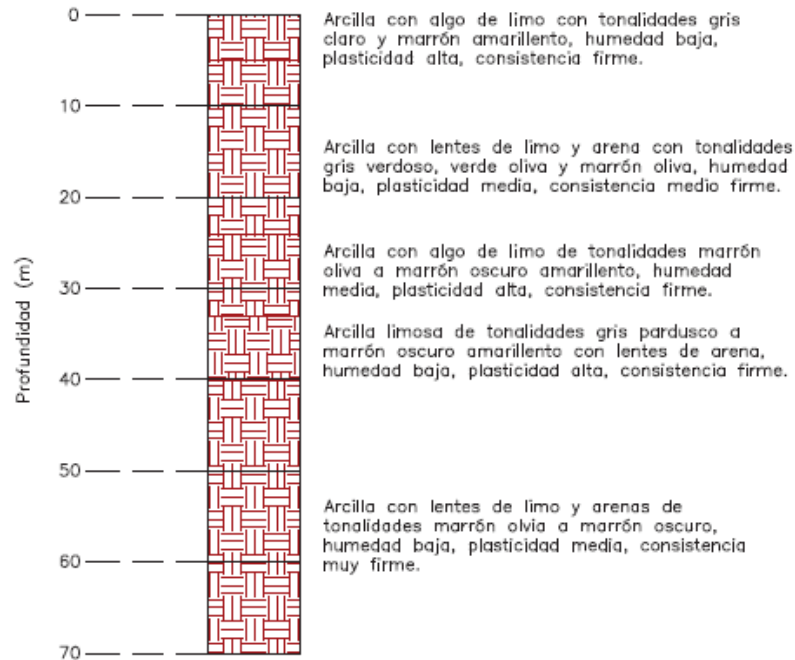 0
Arcilla con algo de limo con tonalidades gris
claro y marrón amarillento, humedad baja,
plasticidad alta, consistencia firme.
10
Arcilla con lentes de limo y arena con tonalidades
gris verdoso, verde oliva y marrón oliva, humedad
baja, plasticidad media, consistencia medio firme.
20
Arcilla con algo de limo de tonalidades marrón
oliva a marrón oscuro amarillento, humedad
media, plasticidad alta, consistencia firme.
30
Arcilla limosa de tonalidades gris pardusco a
marrón oscuro amarillento con lentes de arena,
humedad baja, plasticidad alta, consistencia firme.
40
Profundidad (m)
50
Arcilla con lentes de limo y arenas de
tonalidades marrón olvia a marrón oscuro,
humedad baja, plasticidad media, consistencia
muy firme.
60
70